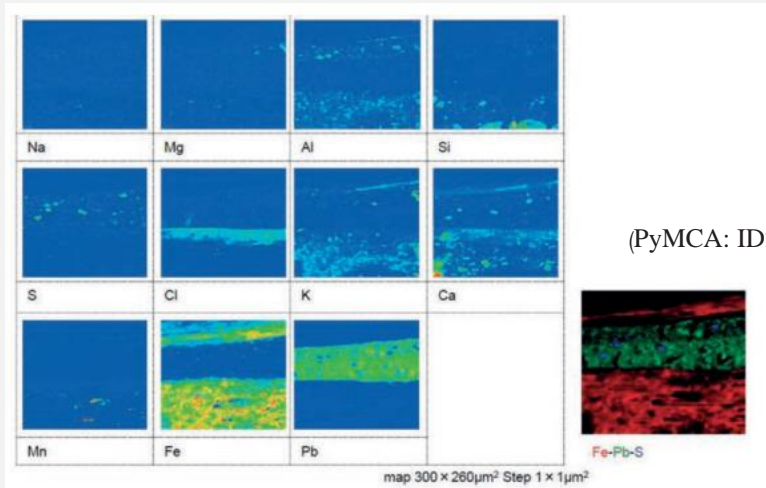 Na Mg Al Si
(PyMCA: ID
S Cl K Ca
Mn Fe Pb
Fe-Pb-S
map 300 × 260µm² Step 1 × 1µm²